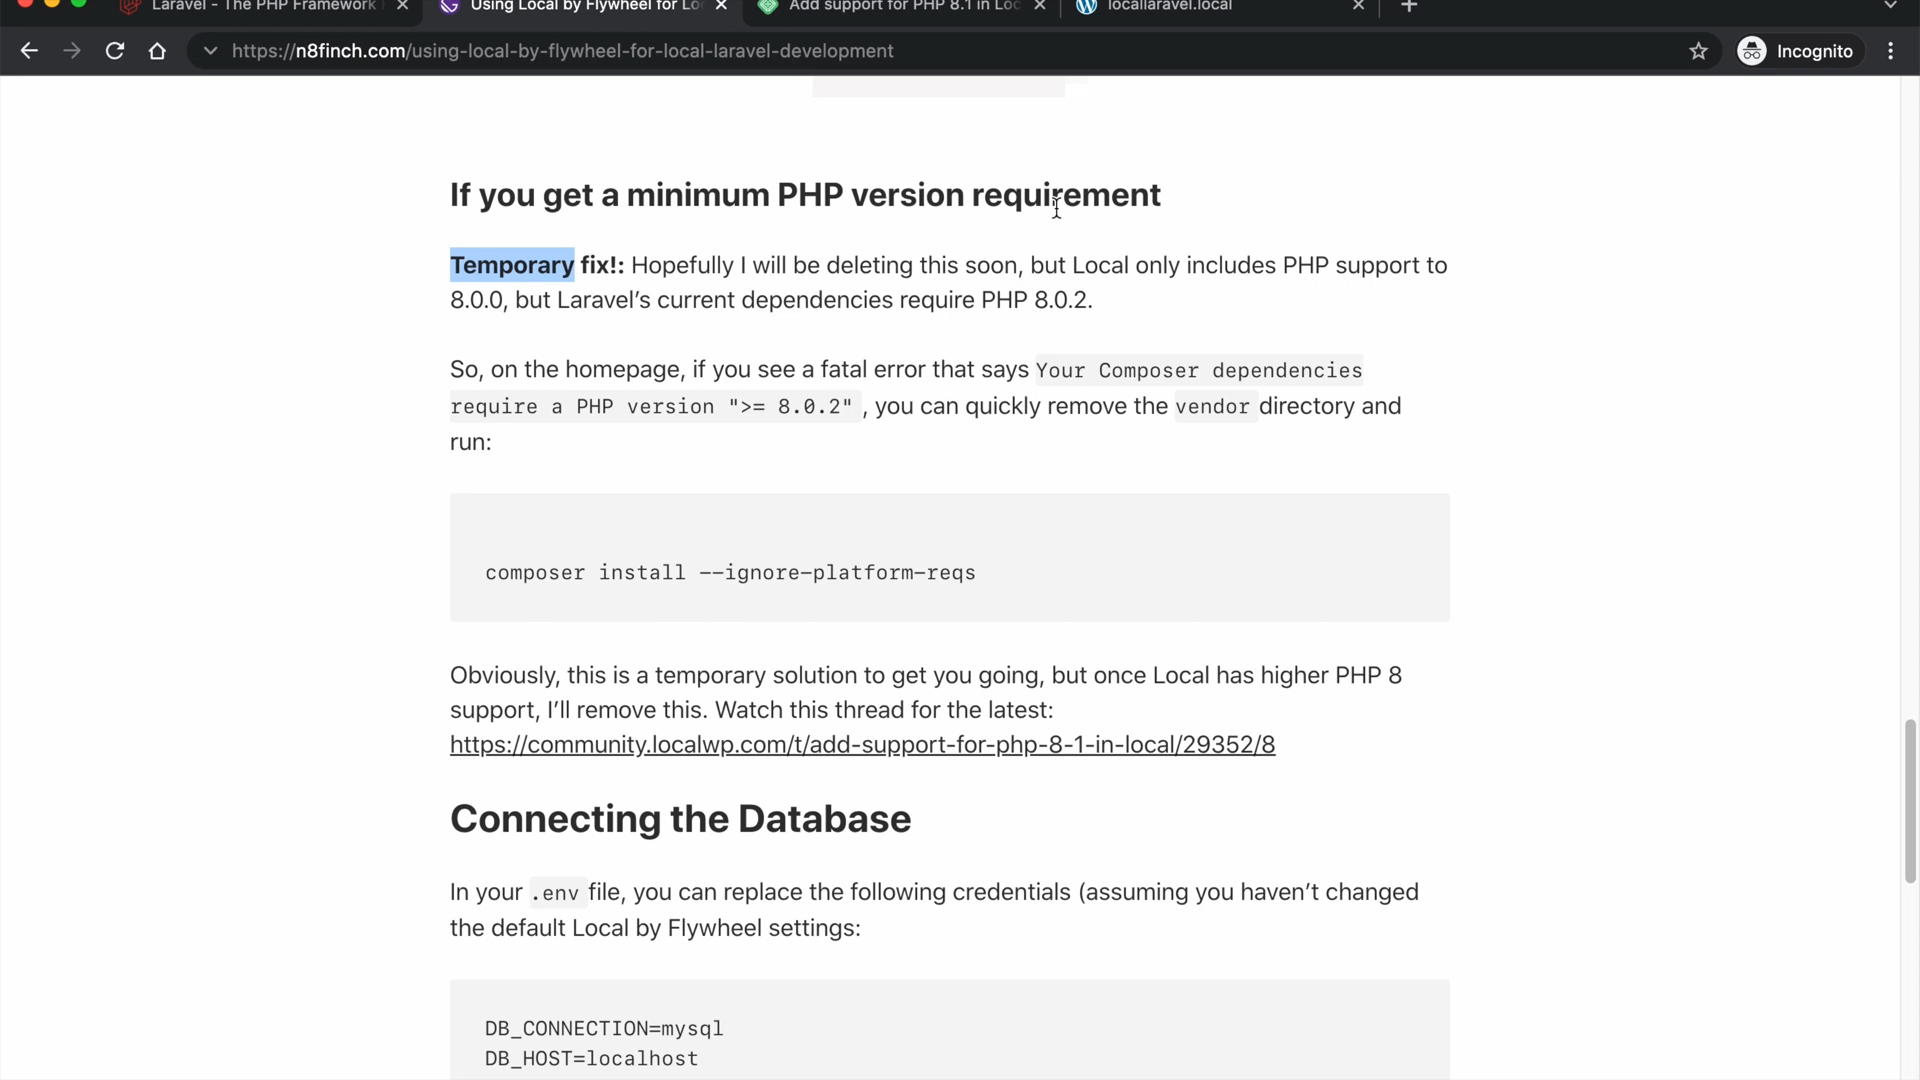 Laravel - The PHP Framework
Using Local by Flywheel for Lo
Add support for PHP 8.1 in Loc
locallaravel.local
https://n8finch.com/using-local-by-flywheel-for-local-laravel-development
Incognito
If you get a minimum PHP version requirement
Temporary fix!: Hopefully I will be deleting this soon, but Local only includes PHP support to
8.0.0, but Laravel’s current dependencies require PHP 8.0.2.
So, on the homepage, if you see a fatal error that says Your Composer dependencies
require a PHP version ">= 8.0.2" , you can quickly remove the vendor directory and
run:
composer install --ignore-platform-reqs
Obviously, this is a temporary solution to get you going, but once Local has higher PHP 8
support, I’ll remove this. Watch this thread for the latest:
https://community.localwp.com/t/add-support-for-php-8-1-in-local/29352/8
Connecting the Database
In your .env file, you can replace the following credentials (assuming you haven’t changed
the default Local by Flywheel settings:
DB_CONNECTION=mysql
DB_HOST=localhost